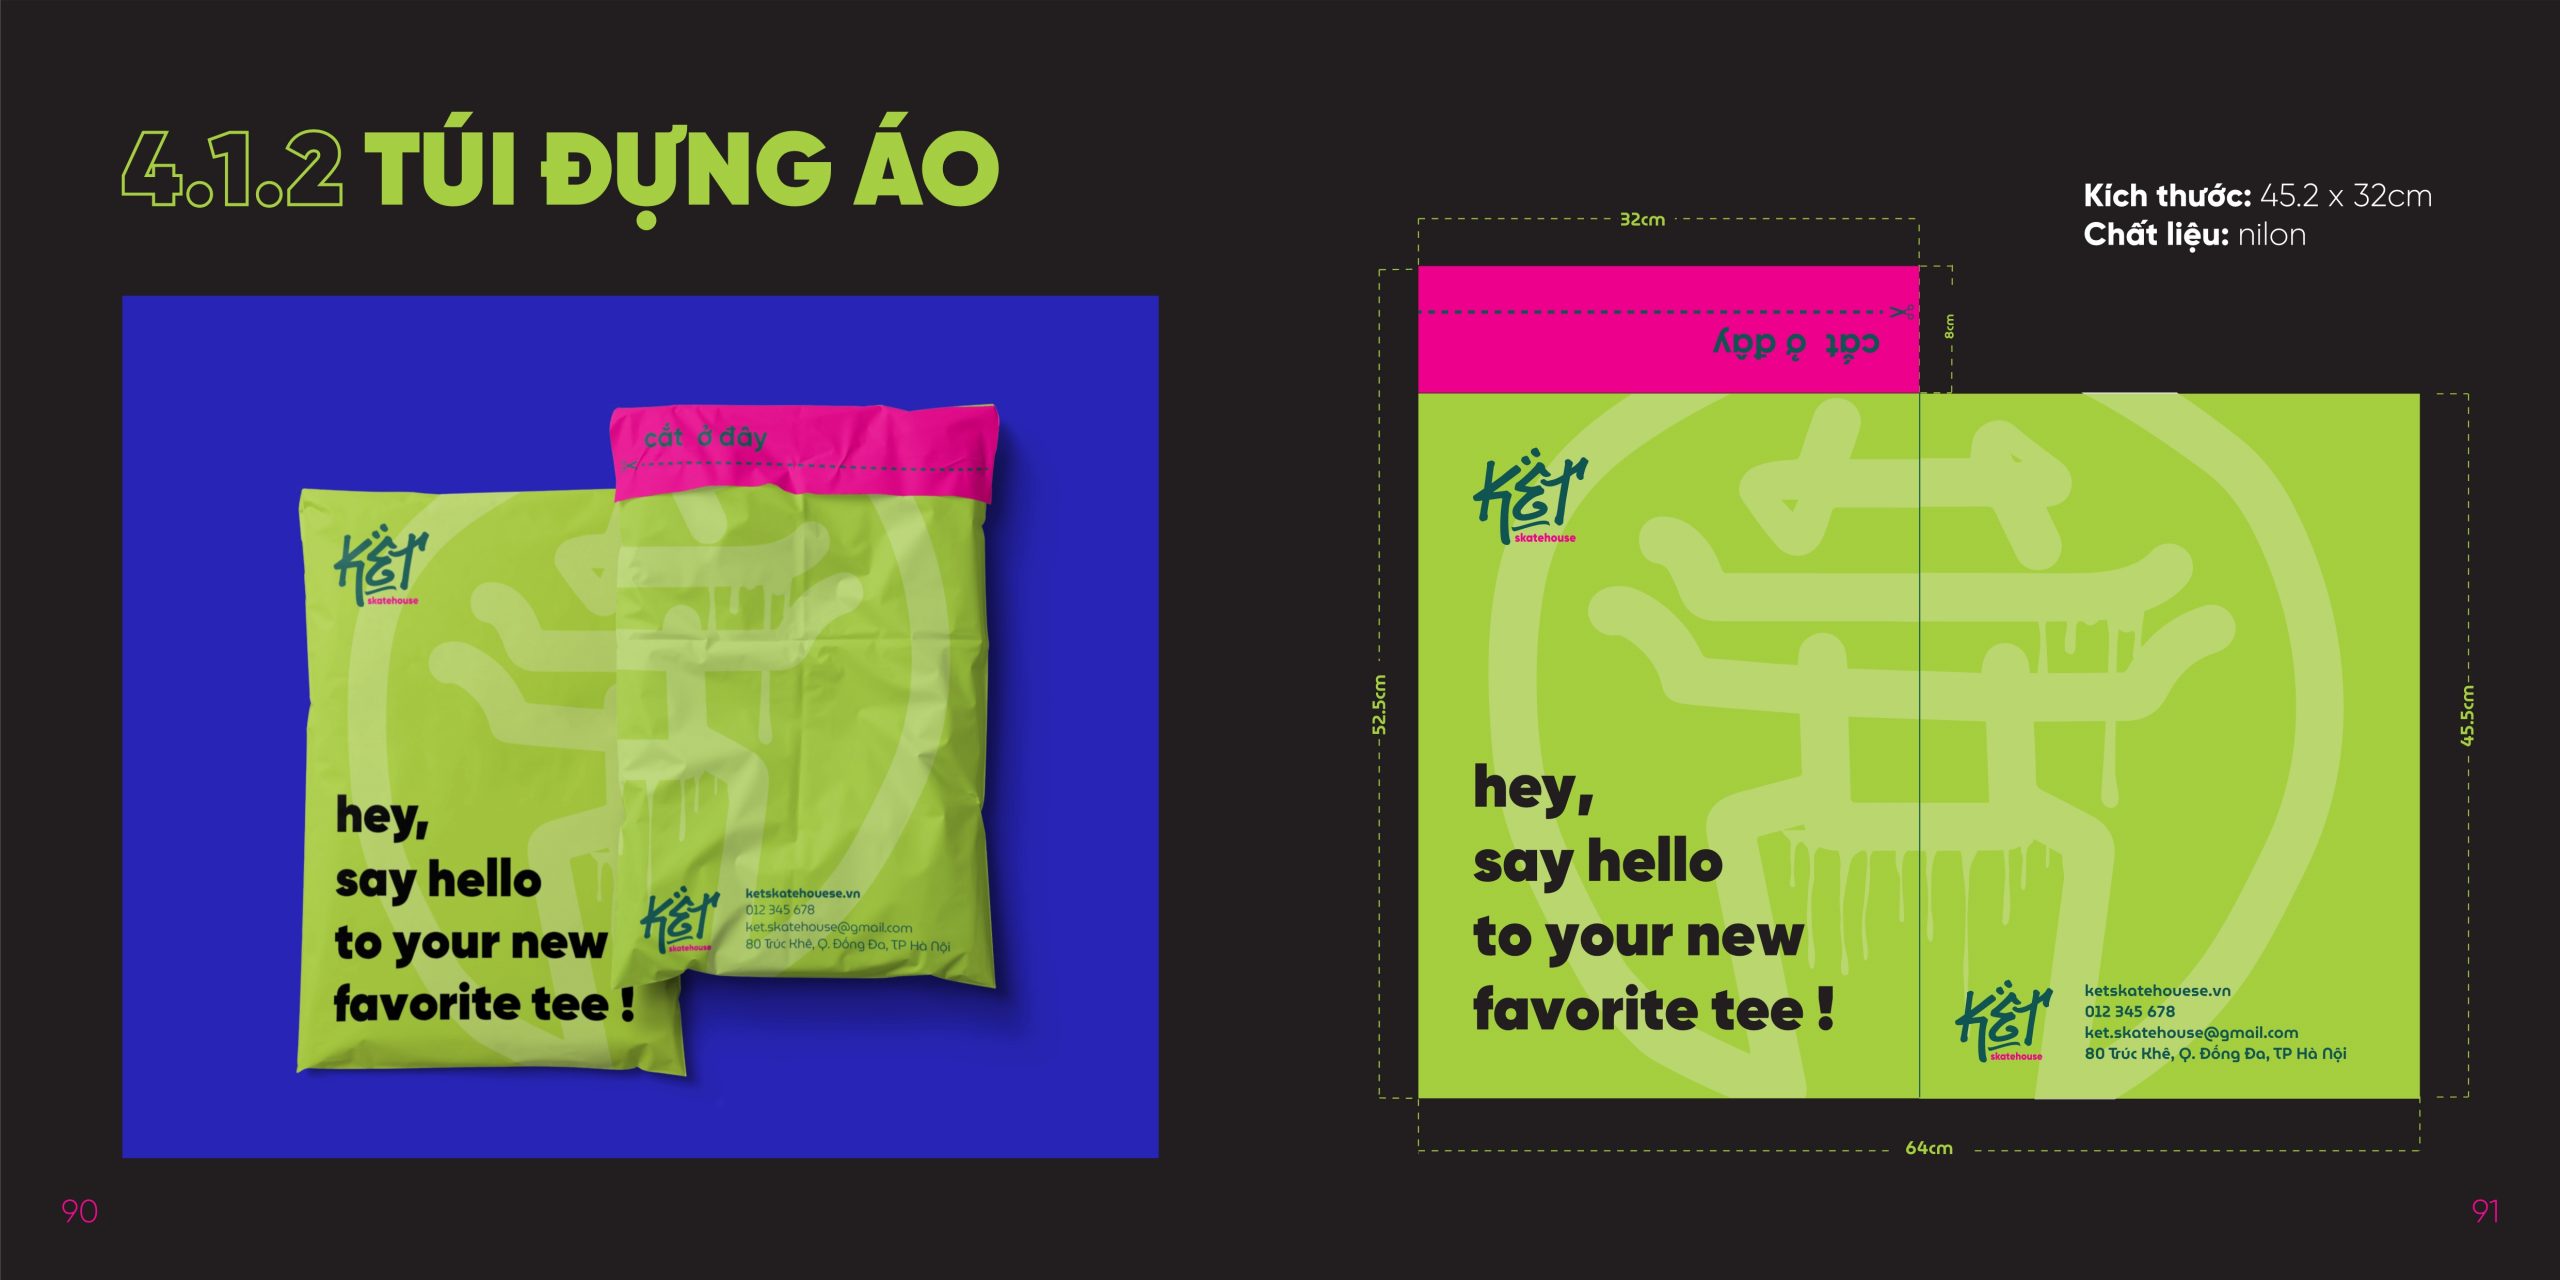 4.1.2 TÚI ĐỰNG ÁO
cắt ở đây
KËT
skatehouse
hey,
say hello
to your new
favorite tee !
KËT
skatehouse
ketskatehouese.vn
012 345 678
ket.skatehouse@gmail.com
80 Trúc Khê, Q. Đống Đa, TP Hà Nội
90
Kích thước: 45.2 x 32cm
Chất liệu: nilon
32cm
8cm
cắt ở đây
52.5cm
45.5cm
KËT
skatehouse
hey,
say hello
to your new
favorite tee !
KËT
skatehouse
ketskatehouese.vn
012 345 678
ket.skatehouse@gmail.com
80 Trúc Khê, Q. Đống Đa, TP Hà Nội
64cm
91